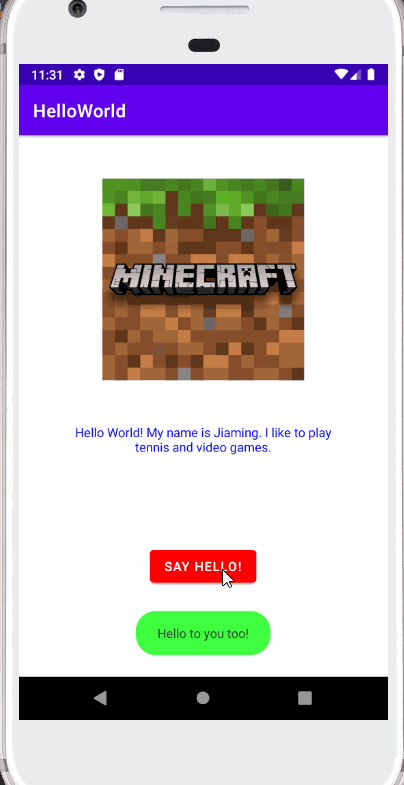 11:31
HelloWorld
MINECRAFT
Hello World! My name is Jiaming. I like to play
tennis and video games.
SAY HELLO!
Hello to you too!